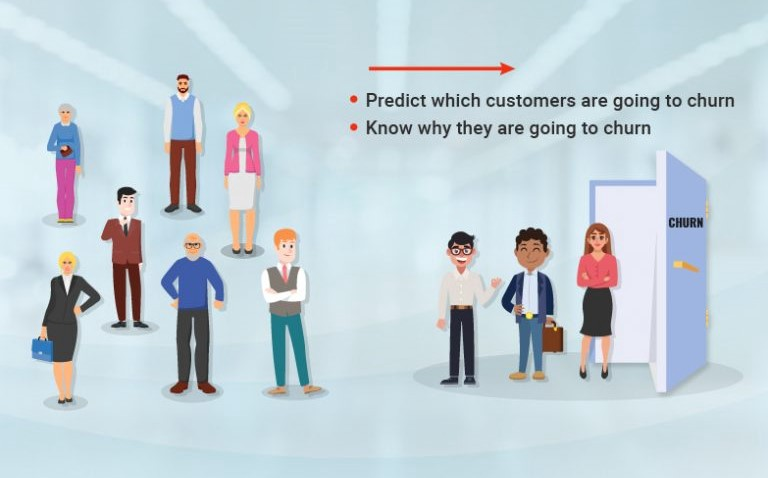 Predict which customers are going to churn
Know why they are going to churn
CHURN